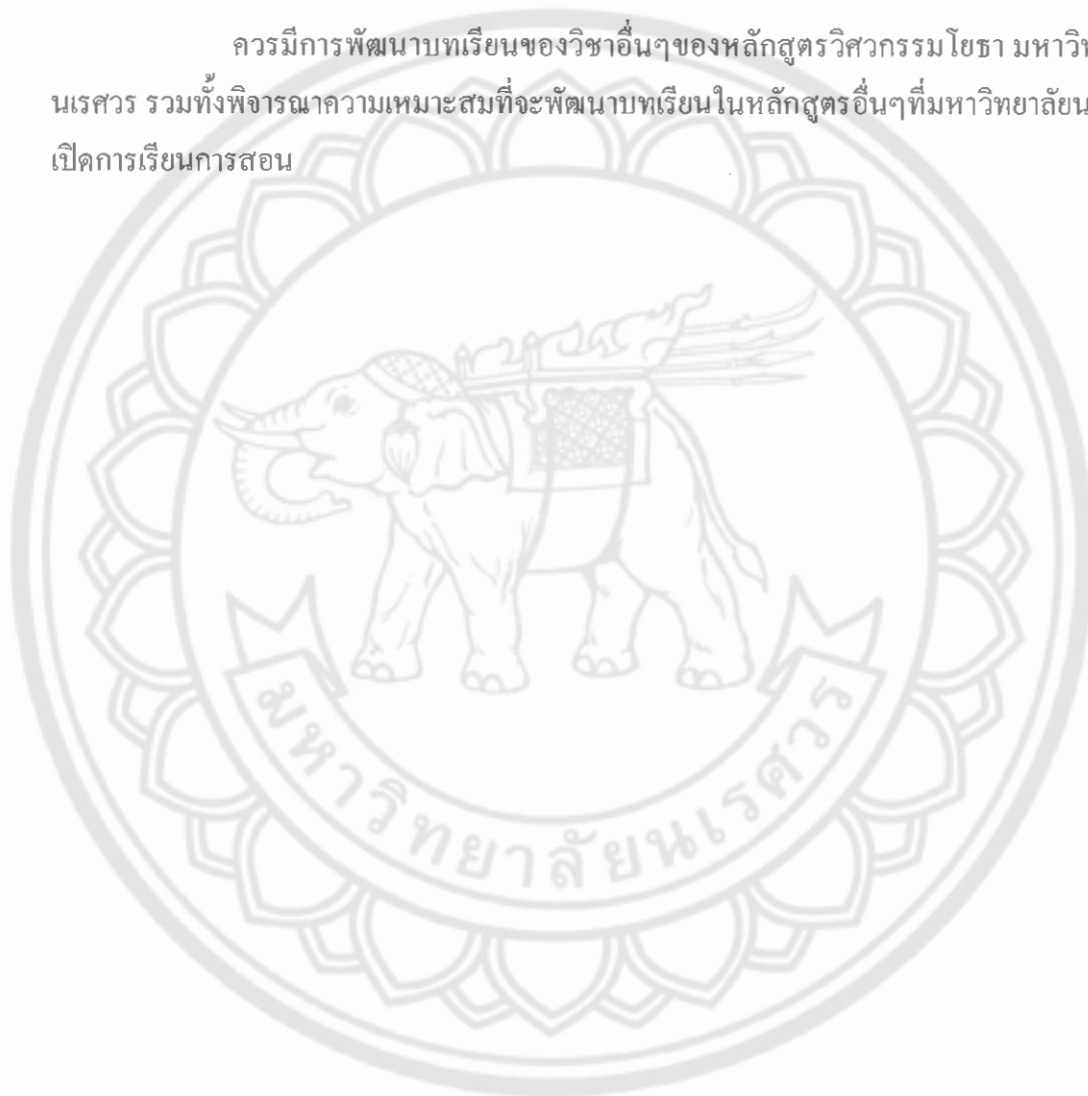 ควรมีการพัฒนาบทเรียนของวิชาอื่นๆของหลักสูตรวิศวกรรมโยธา มหาวิท
นเรศวร รวมทั้งพิจารณาความเหมาะสมที่จะพัฒนาบทเรียนในหลักสูตรอื่นๆที่มหาวิทยาลัยน
เปิดการเรียนการสอน
มหาวิทยาลัยนเรศวร